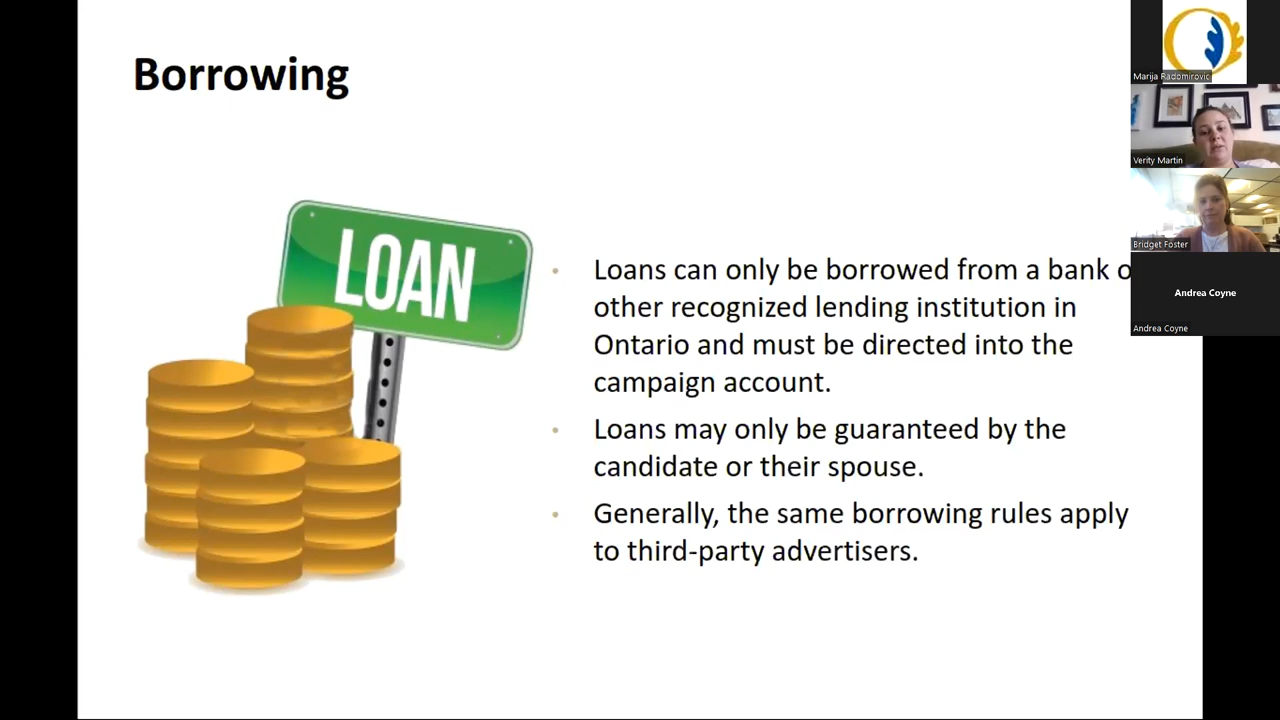 Borrowing
LOAN
Loans can only be borrowed from a bank
other recognized lending institution in
Ontario and must be directed into the
campaign account.
Loans may only be guaranteed by the
candidate or their spouse.
Generally, the same borrowing rules apply
to third-party advertisers.
Marija Radomirovic
Verity Martin
Bridget Foster
Andrea Coyne
Andrea Coyne